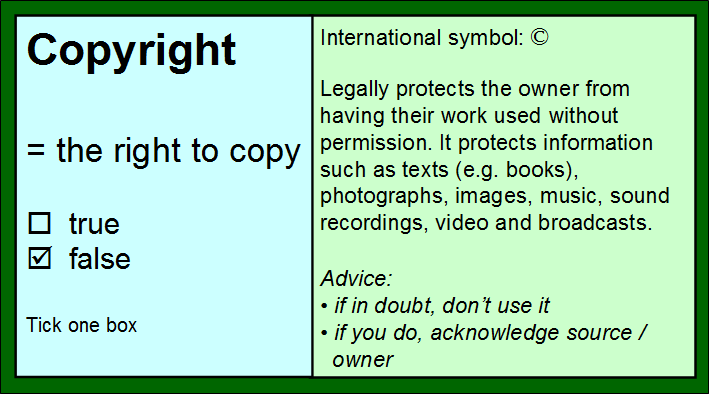 Copyright
= the right to copy
☐ true
☑ false
Tick one box
International symbol: ©
Legally protects the owner from
having their work used without
permission. It protects information
such as texts (e.g. books),
photographs, images, music, sound
recordings, video and broadcasts.
Advice:
• if in doubt, don’t use it
• if you do, acknowledge source /
owner